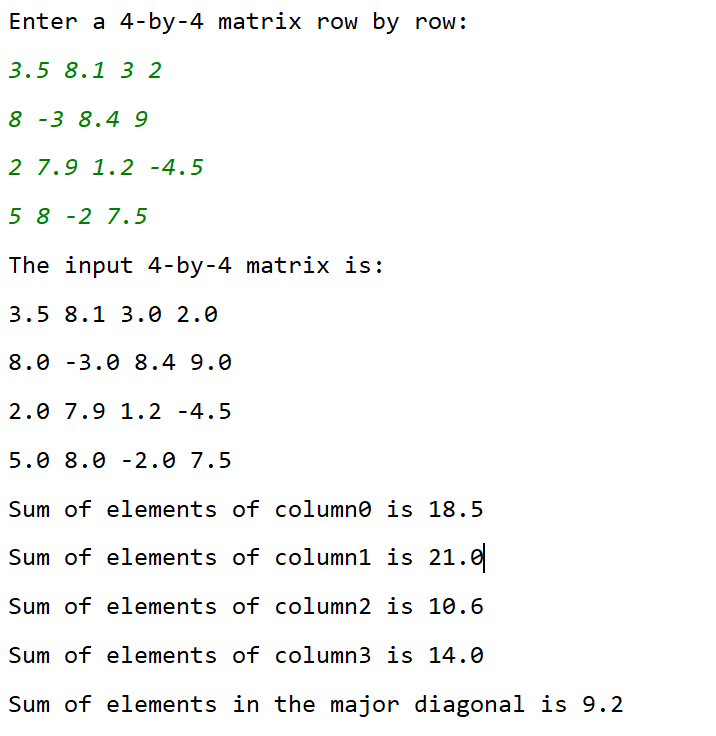 Enter a 4-by-4 matrix row by row:
3.5 8.1 3 2
8 -3 8.4 9
2 7.9 1.2 -4.5
5 8 -2 7.5
The input 4-by-4 matrix is:
3.5 8.1 3.0 2.0
8.0 -3.0 8.4 9.0
2.0 7.9 1.2 -4.5
5.0 8.0 -2.0 7.5
Sum of elements of column0 is 18.5
Sum of elements of column1 is 21.0
Sum of elements of column2 is 10.6
Sum of elements of column3 is 14.0
Sum of elements in the major diagonal is 9.2